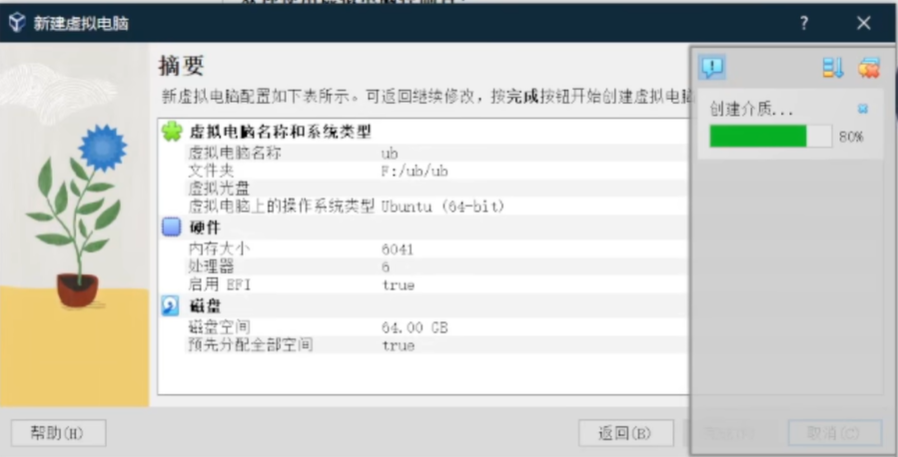 新建虚拟电脑
?
摘要
新虚拟电脑配置如下表所示。可返回继续修改，按完成按钮开始创建虚拟电脑
创建介质...
80%
虚拟电脑名称和系统类型
虚拟电脑名称 ub
文件夹 F:/ub/ub
虚拟光盘
虚拟电脑上的操作系统类型 Ubuntu (64-bit)
硬件
内存大小 6041
处理器 6
启用 EFI true
磁盘
磁盘空间 64.00 GB
预先分配全部空间 true
帮助(H)
返回(B)
取消(C)